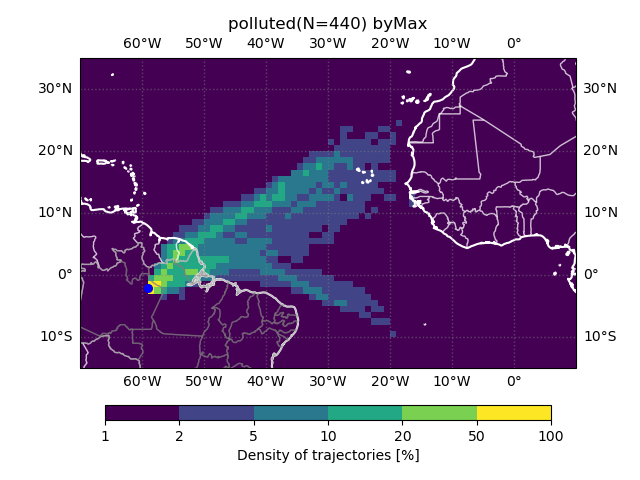 polluted(N=440) byMax
60°W 50°W 40°W 30°W 20°W 10°W 0°
30°N 30°N
20°N 20°N
10°N 10°N
0° 0°
10°S 10°S
60°W 50°W 40°W 30°W 20°W 10°W 0°
1 2 5 10 20 50 100
Density of trajectories [%]